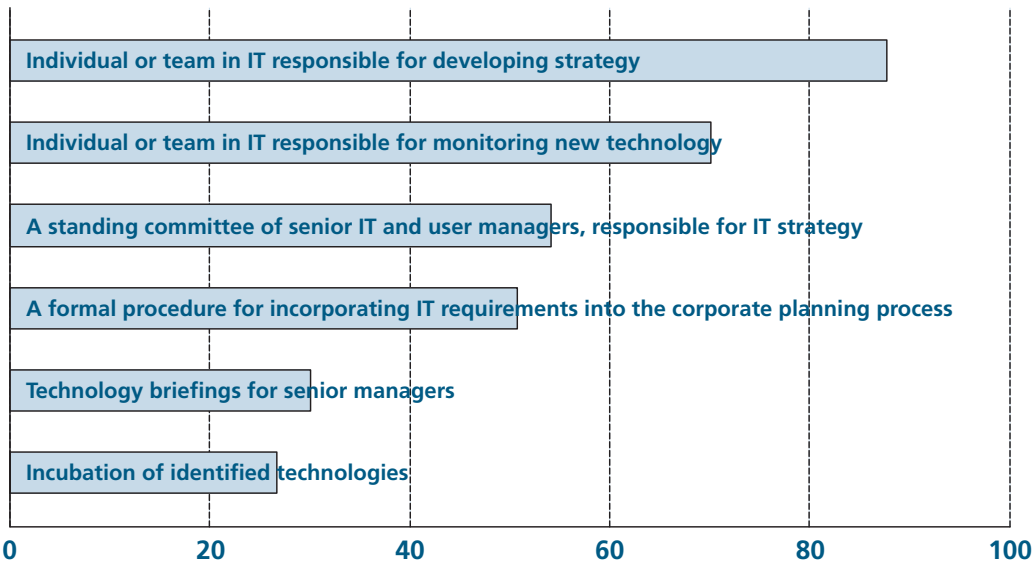 Individual or team in IT responsible for developing strategy
Individual or team in IT responsible for monitoring new technology
A standing committee of senior IT and user managers, responsible for IT strategy
A formal procedure for incorporating IT requirements into the corporate planning process
Technology briefings for senior managers
Incubation of identified technologies
0 20 40 60 80 100